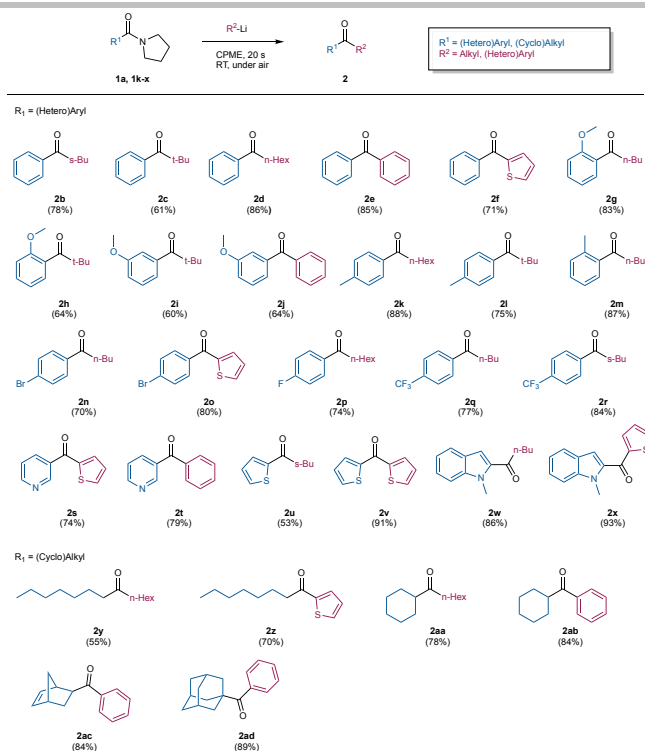 O
R1
N
R2-Li
CPME, 20 s
RT, under air
O
R1
R2
1a, 1k-x
2
R1 = (Hetero)Aryl, (Cyclo)Alkyl
R2 = Alkyl, (Hetero)Aryl
R1 = (Hetero)Aryl
O O O O O O O
s-Bu t-Bu n-Hex S n-Bu
2b 2c 2d 2e 2f 2g
(78%) (61%) (86%) (85%) (71%) (83%)
O O O O O O O O O
t-Bu t-Bu n-Hex t-Bu n-Bu
2h 2i 2j 2k 2l 2m
(64%) (60%) (64%) (88%) (75%) (87%)
O O O O O
n-Bu S n-Hex n-Bu s-Bu
Br Br F CF3 CF3
2n 2o 2p 2q 2r
(70%) (80%) (74%) (77%) (84%)
O O O O n-Bu S
S s-Bu O O
N N S S S N N
2s 2t 2u 2v 2w 2x
(74%) (79%) (53%) (91%) (86%) (93%)
R1 = (Cyclo)Alkyl
O O O O
n-Hex S n-Hex
2y 2z 2aa 2ab
(55%) (70%) (78%) (84%)
O O
2ac 2ad
(84%) (89%)